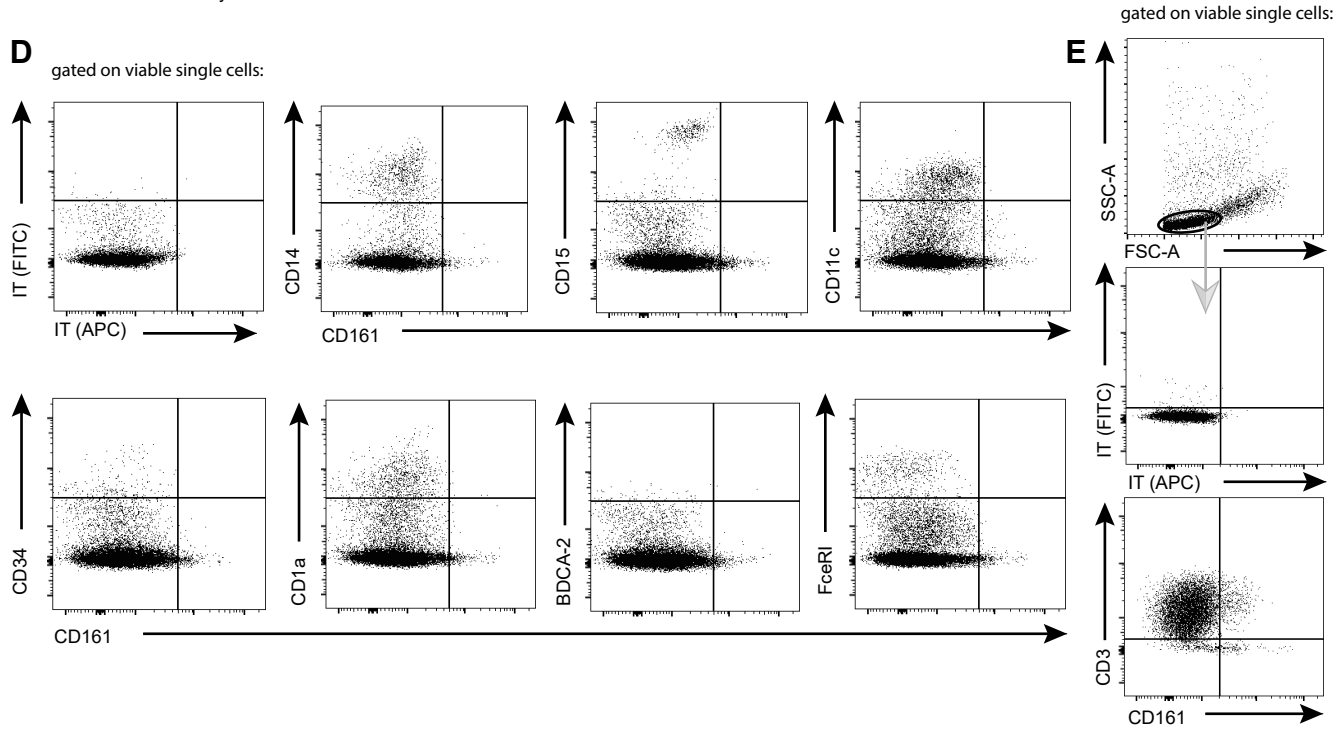 gated on viable single cells:
D
E
gated on viable single cells:
IT (FITC)
CD14
CD15
CD11c
SSC-A
IT (APC)
CD161
FSC-A
IT (FITC)
IT (APC)
CD34
CD1a
BDCA-2
FceRI
CD3
CD161
CD161